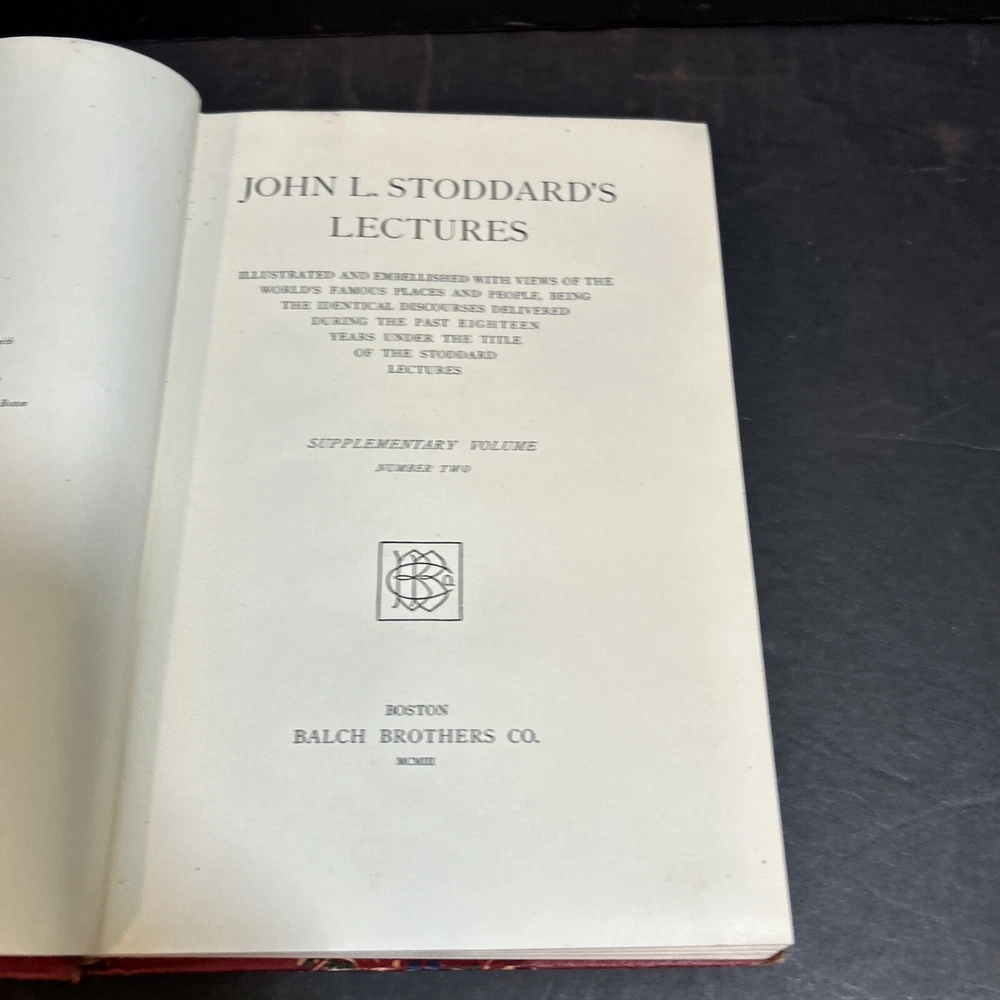 JOHN L. STODDARD'S
LECTURES
ILLUSTRATED AND EMBELLISHED WITH VIEWS OF THE
WORLD'S FAMOUS PLACES AND PEOPLE, BEING
THE IDENTICAL DISCOURSES DELIVERED
DURING THE PAST EIGHTEEN
YEARS UNDER THE TITLE
OF THE STODDARD
LECTURES
SUPPLEMENTARY VOLUME
NUMBER TWO
BOSTON
BALCH BROTHERS CO.
MCMIII